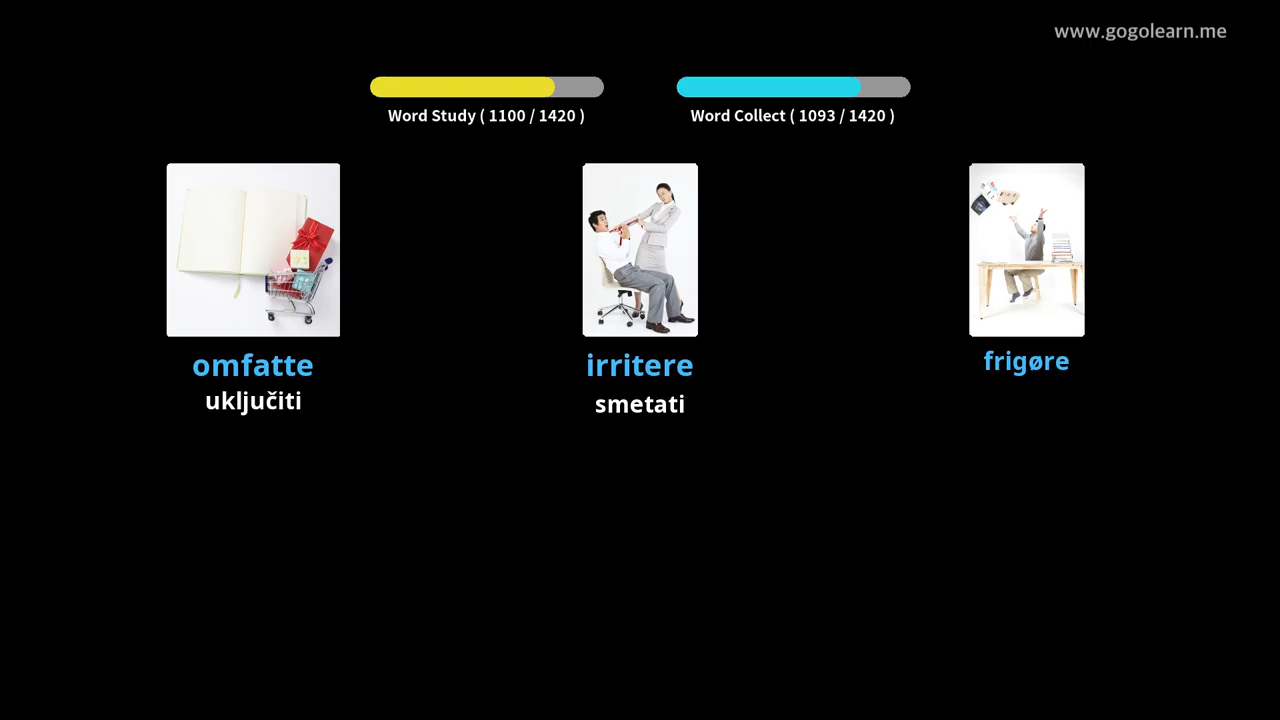 www.gogolearn.me
Word Study ( 1100 / 1420 )
Word Collect ( 1093 / 1420 )
omfatte
uključiti
irritere
smetati
frigøre